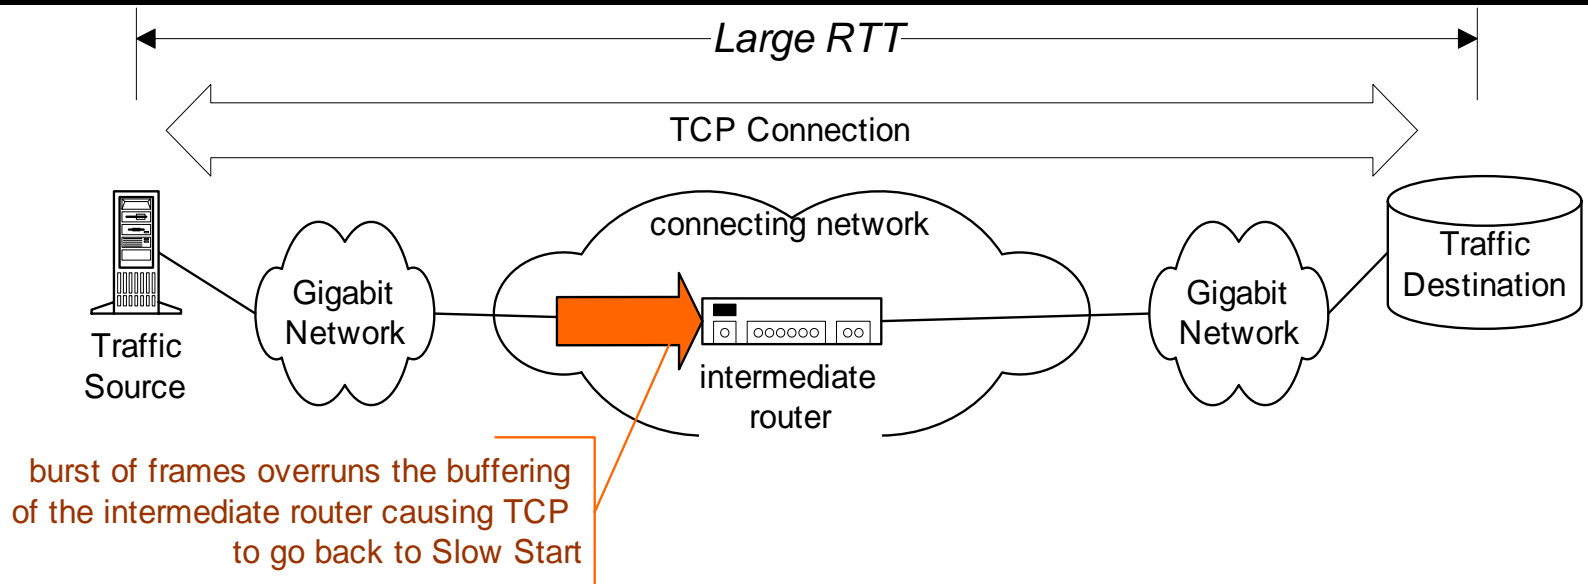 Large RTT
TCP Connection
connecting network
Traffic
Destination
Gigabit
Network
Gigabit
Network
Traffic
Source
intermediate
router
burst of frames overruns the buffering
of the intermediate router causing TCP
to go back to Slow Start